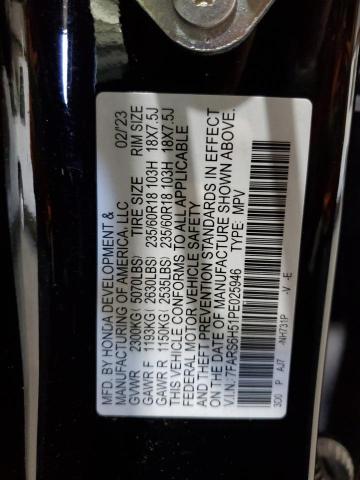 MFD. BY HONDA DEVELOPMENT &
MANUFACTURING OF AMERICA, LLC 02/'23
GVWR 2300KG( 5070LBS) TIRE SIZE RIM SIZE
GAWR F 1193KG( 2630LBS) 235/60R18 103H 18X7.5J
GAWR R 1150KG( 2535LBS) 235/60R18 103H 18X7.5J
THIS VEHICLE CONFORMS TO ALL APPLICABLE
FEDERAL MOTOR VEHICLE SAFETY
AND THEFT PREVENTION STANDARDS IN EFFECT
ON THE DATE OF MANUFACTURE SHOWN ABOVE.
V.I.N.:7FARS6H51PE025946 TYPE: MPV
3D0 P AJ7 -NH731P -V -E